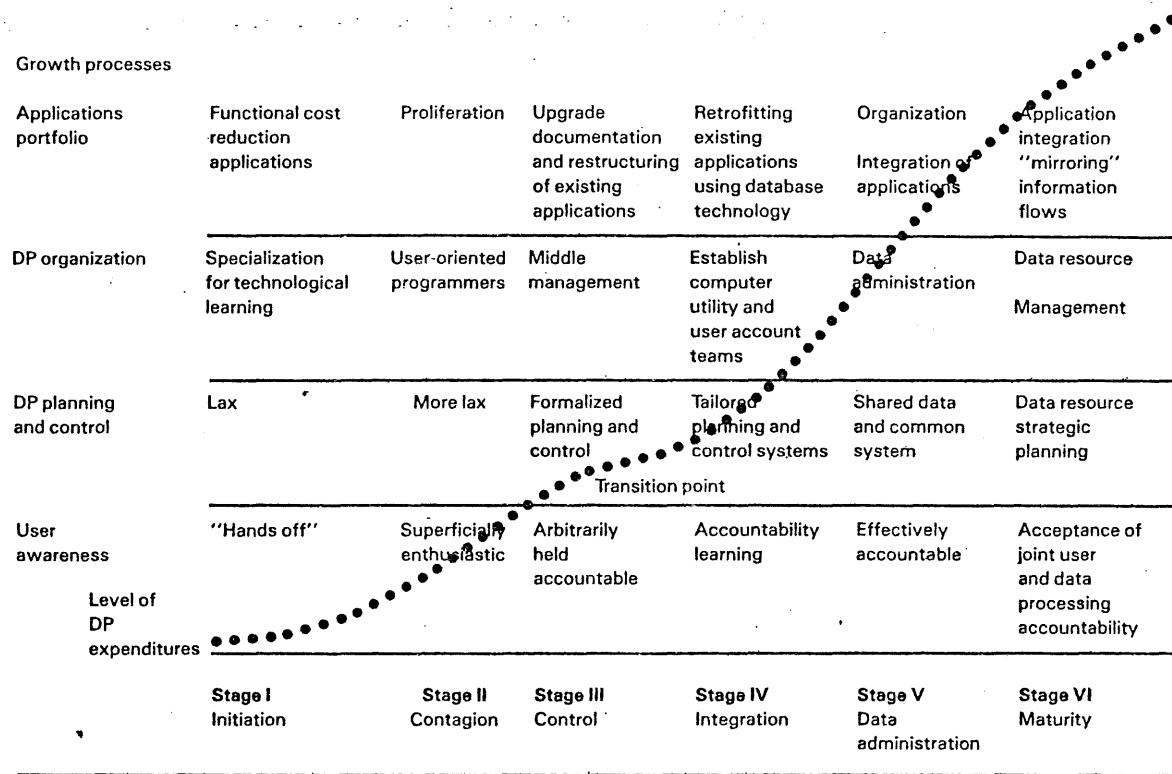 Growth processes
Applications portfolio
Functional cost reduction applications
Proliferation
Upgrade documentation and restructuring of existing applications
Retrofitting existing applications using database technology
Organization
Integration of applications
Application integration "mirroring" information flows
DP organization
Specialization for technological learning
User-oriented programmers
Middle management
Establish computer utility and user account teams
Data administration
Data resource
Management
DP planning and control
Lax
More lax
Formalized planning and control
Tailored planning and control systems
Shared data and common system
Data resource strategic planning
Transition point
User awareness
"Hands off"
Superficially enthusiastic
Arbitrarily held accountable
Accountability learning
Effectively accountable
Acceptance of joint user and data processing accountability
Level of DP expenditures
Stage I
Initiation
Stage II
Contagion
Stage III
Control
Stage IV
Integration
Stage V
Data administration
Stage VI
Maturity